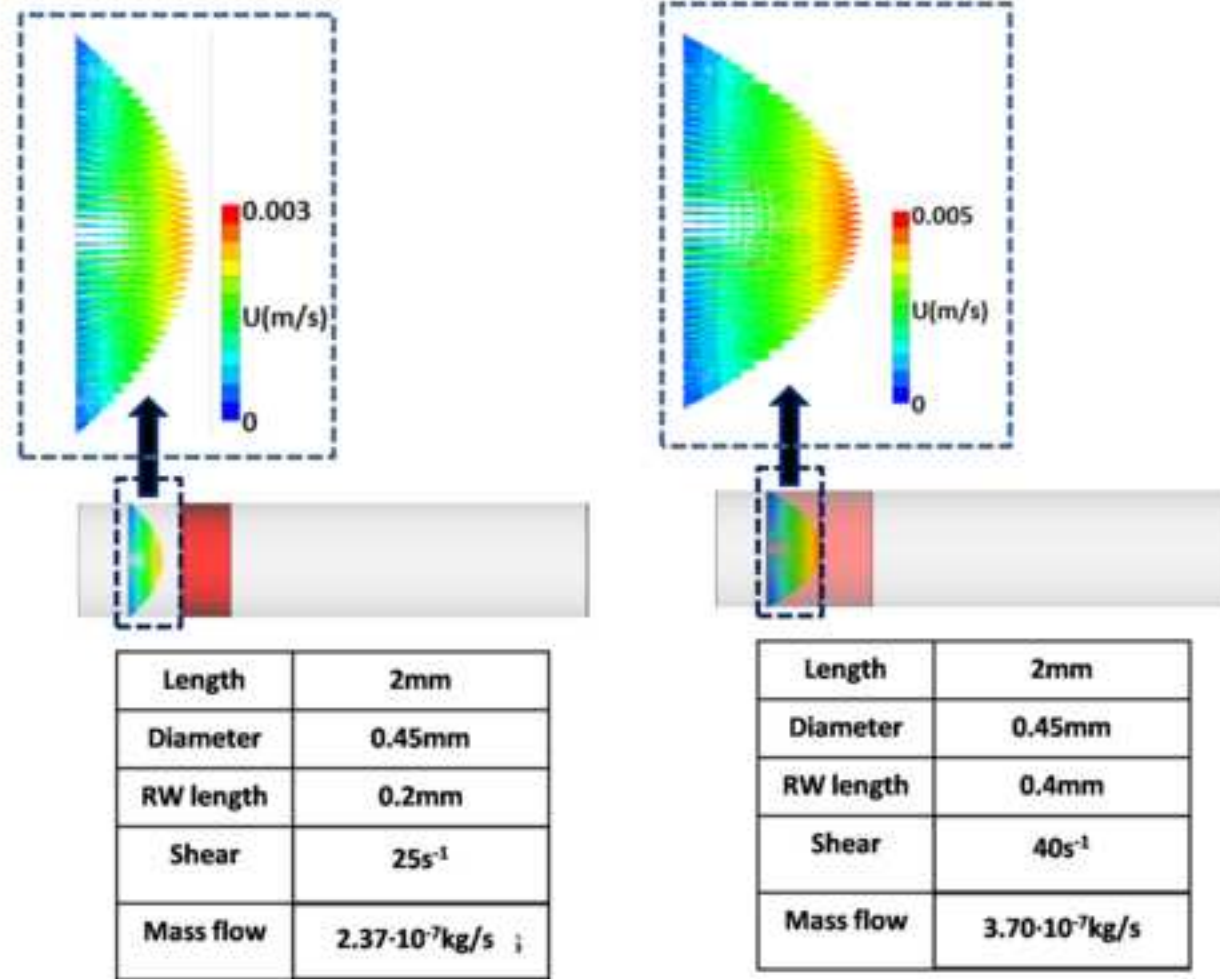 0.003
U(m/s)
0
0.005
U(m/s)
0
Length 2mm
Diameter 0.45mm
RW length 0.2mm
Shear 25s⁻¹
Mass flow 2.37·10⁻⁷kg/s ;
Length 2mm
Diameter 0.45mm
RW length 0.4mm
Shear 40s⁻¹
Mass flow 3.70·10⁻⁷kg/s